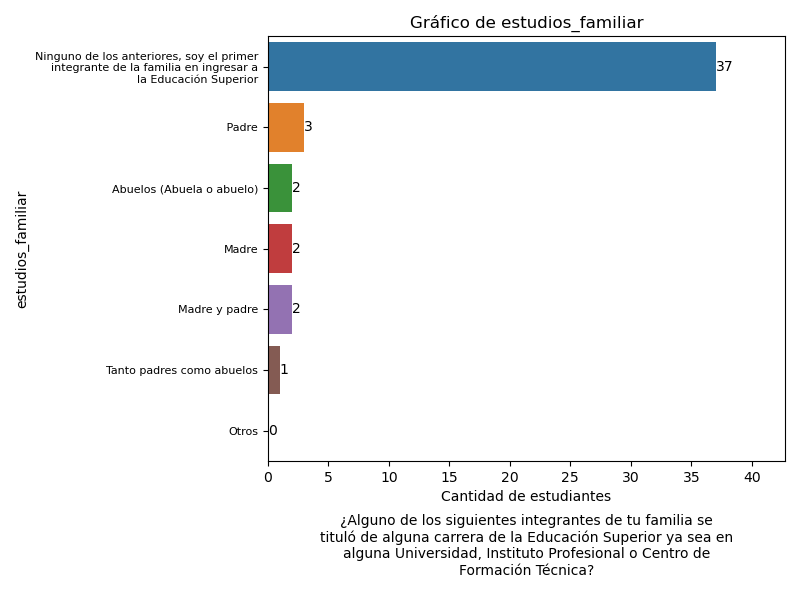 Gráfico de estudios_familiar
Ninguno de los anteriores, soy el primer
integrante de la familia en ingresar a
la Educación Superior
37
Padre
3
Abuelos (Abuela o abuelo)
2
Madre
2
Madre y padre
2
Tanto padres como abuelos
1
Otros
0
estudios_familiar
0 5 10 15 20 25 30 35 40
Cantidad de estudiantes
¿Alguno de los siguientes integrantes de tu familia se
tituló de alguna carrera de la Educación Superior ya sea en
alguna Universidad, Instituto Profesional o Centro de
Formación Técnica?